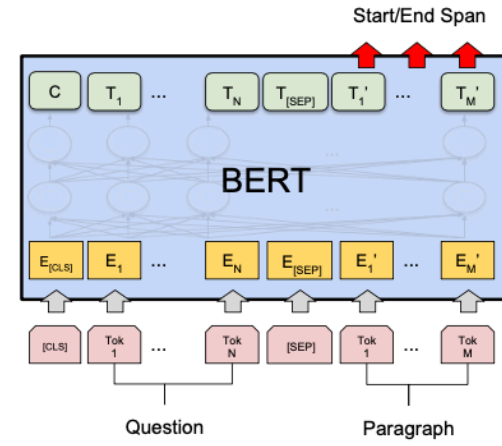 Start/End Span
C T1 ... TN T[SEP] T1' ... TM'
BERT
E[CLS] E1 ... EN E[SEP] E1' ... EM'
[CLS] Tok 1 ... Tok N [SEP] Tok 1 ... Tok M
Question Paragraph